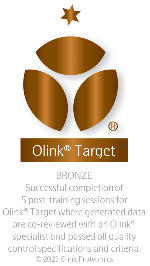 ®
Olink® Target
BRONZE
Successful completion of
5 post-training sessions for
Olink® Target where generated data
are co-reviewed with an Olink®
specialist and passed all quality
control specifications and criteria.
© 2023 Olink Proteomics